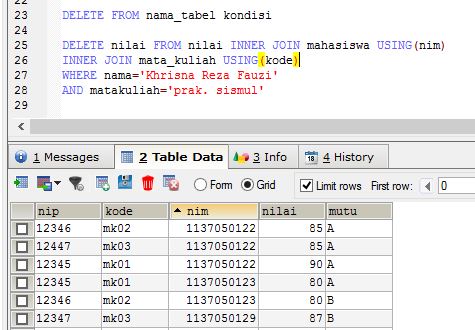 22
23 DELETE FROM nama_tabel kondisi
24
25 DELETE nilai FROM nilai INNER JOIN mahasiswa USING(nim)
26 INNER JOIN mata_kuliah USING(kode)
27 WHERE nama='Khrisna Reza Fauzi'
28 AND matakuliah='prak. sismul'
29
1 Messages 2 Table Data 3 Info 4 History
Form Grid Limit rows First row: 0
nip kode nim nilai mutu
12346 mk02 1137050122 85 A
12447 mk03 1137050122 85 A
12345 mk01 1137050122 90 A
12345 mk01 1137050123 80 A
12346 mk02 1137050123 80 B
12347 mk03 1137050129 87 B